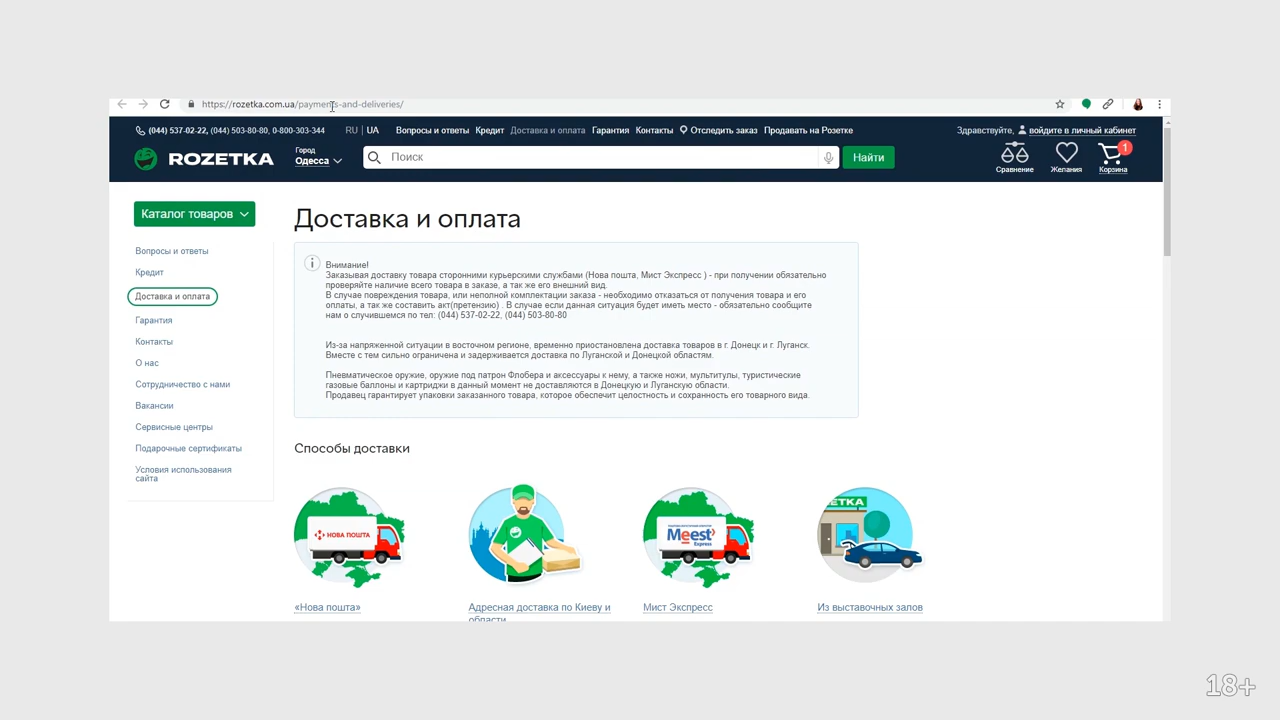 https://rozetka.com.ua/payments-and-deliveries/
(044) 537-02-22, (044) 503-80-80, 0-800-303-344
RU | UA
Вопросы и ответы Кредит Доставка и оплата Гарантия Контакты Отследить заказ Продавать на Розетке
Здравствуйте, войдите в личный кабинет
ROZETKA
Город
Одесса
Поиск
Найти
Сравнение
Желания
1
Корзина
Каталог товаров
Вопросы и ответы
Кредит
Доставка и оплата
Гарантия
Контакты
О нас
Сотрудничество с нами
Вакансии
Сервисные центры
Подарочные сертификаты
Условия использования
сайта
Доставка и оплата
Внимание!
Заказывая доставку товара сторонними курьерскими службами (Нова пошта, Мист Экспресс ) - при получении обязательно
проверяйте наличие всего товара в заказе, а так же его внешний вид.
В случае повреждения товара, или неполной комплектации заказа - необходимо отказаться от получения товара и его
оплаты, а так же составить акт(претензию) . В случае если данная ситуация будет иметь место - обязательно сообщите
нам о случившемся по тел: (044) 537-02-22, (044) 503-80-80
Из-за напряженной ситуации в восточном регионе, временно приостановлена доставка товаров в г. Донецк и г. Луганск.
Вместе с тем сильно ограничена и задерживается доставка по Луганской и Донецкой областям.
Пневматическое оружие, оружие под патрон Флобера и аксессуары к нему, а также ножи, мультитулы, туристические
газовые баллоны и картриджи в данный момент не доставляются в Донецкую и Луганскую области.
Продавец гарантирует упаковки заказанного товара, которое обеспечит целостность и сохранность его товарного вида.
Способы доставки
НОВА ПОШТА
Meest
Express
ETKA
«Нова пошта»
Адресная доставка по Киеву и
области
Мист Экспресс
Из выставочных залов
18+